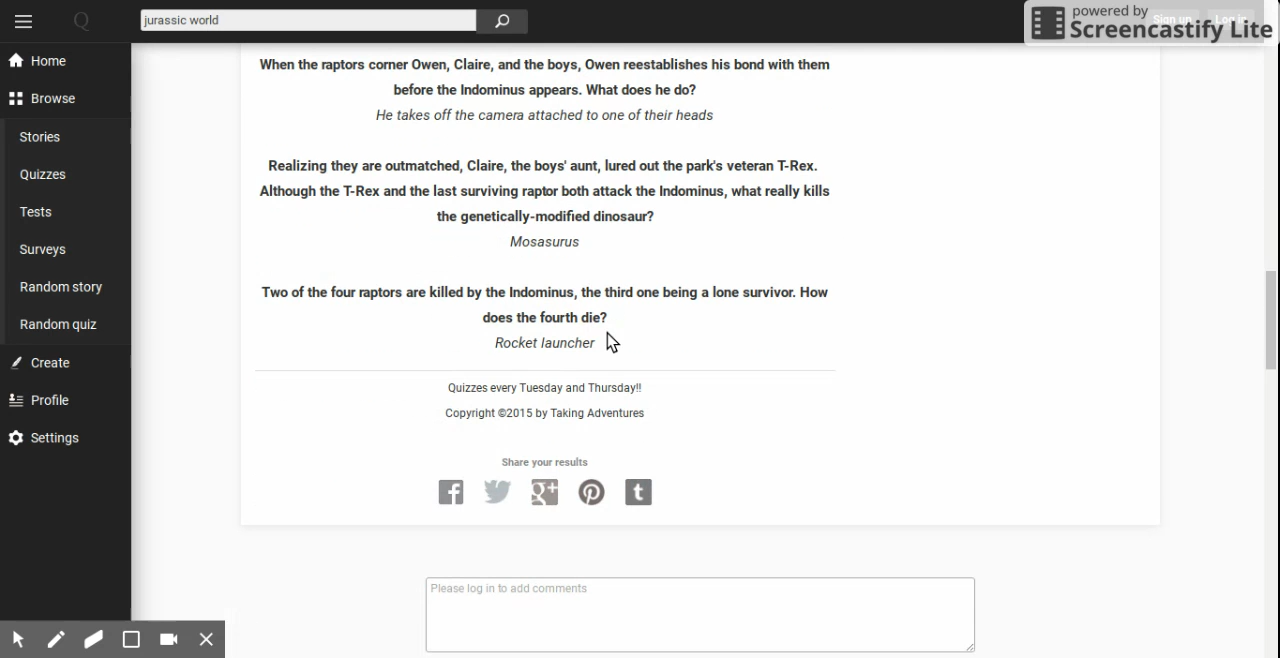 Q
jurassic world
powered by
Screencastify Lite
Sign up
Log in
Home
Browse
Stories
Quizzes
Tests
Surveys
Random story
Random quiz
Create
Profile
Settings
When the raptors corner Owen, Claire, and the boys, Owen reestablishes his bond with them
before the Indominus appears. What does he do?
He takes off the camera attached to one of their heads
Realizing they are outmatched, Claire, the boys' aunt, lured out the park's veteran T-Rex.
Although the T-Rex and the last surviving raptor both attack the Indominus, what really kills
the genetically-modified dinosaur?
Mosasurus
Two of the four raptors are killed by the Indominus, the third one being a lone survivor. How
does the fourth die?
Rocket launcher
Quizzes every Tuesday and Thursday!!
Copyright ©2015 by Taking Adventures
Share your results
Please log in to add comments